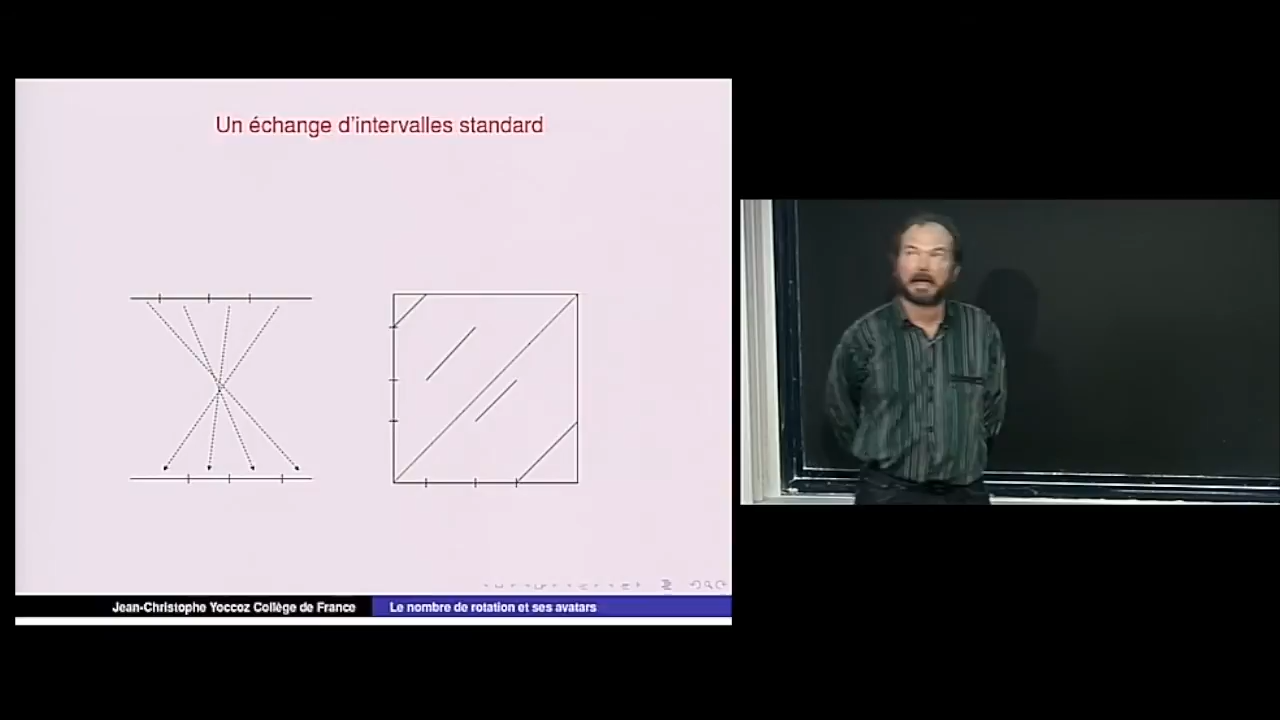 Un échange d'intervalles standard
Jean-Christophe Yoccoz Collège de France
Le nombre de rotation et ses avatars